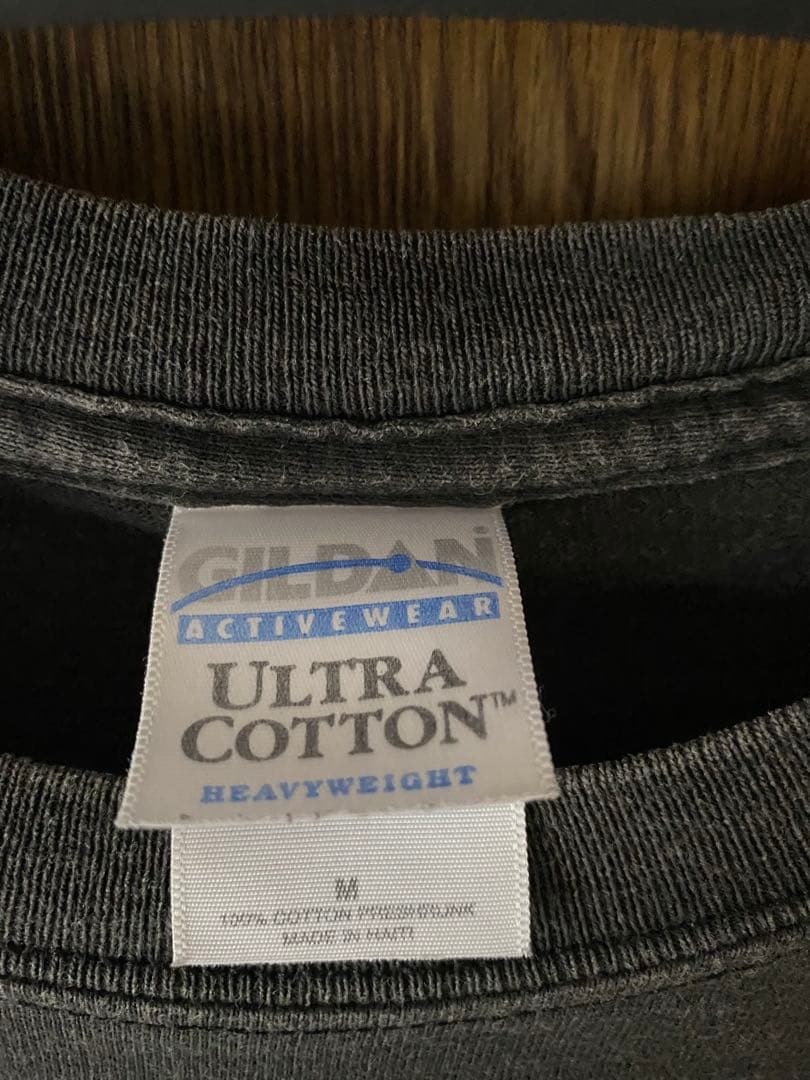 GILDAN®
ACTIVEWEAR
ULTRA
COTTON™
HEAVYWEIGHT
M
100% COTTON PRESHRUNK
MADE IN HAITI